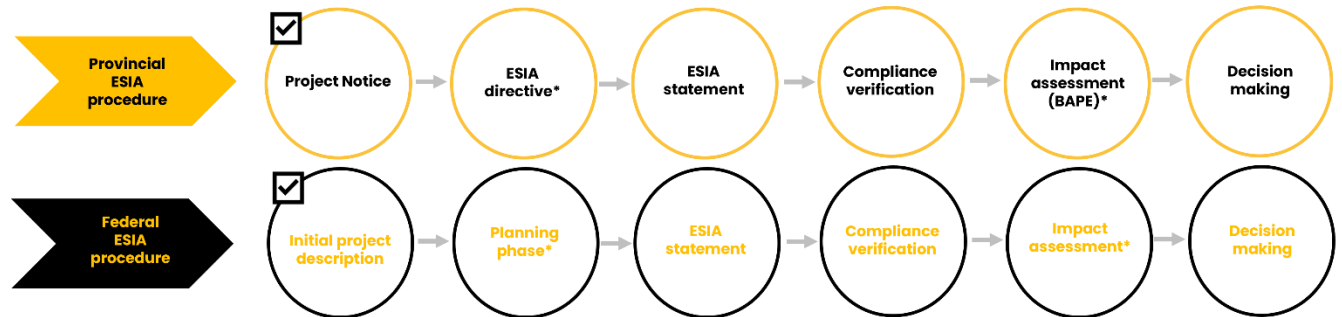 Provincial
ESIA
procedure
Project Notice
ESIA
directive*
ESIA
statement
Compliance
verification
Impact
assessment
(BAPE)*
Decision
making
Federal
ESIA
procedure
Initial project
description
Planning
phase*
ESIA
statement
Compliance
verification
Impact
assessment*
Decision
making